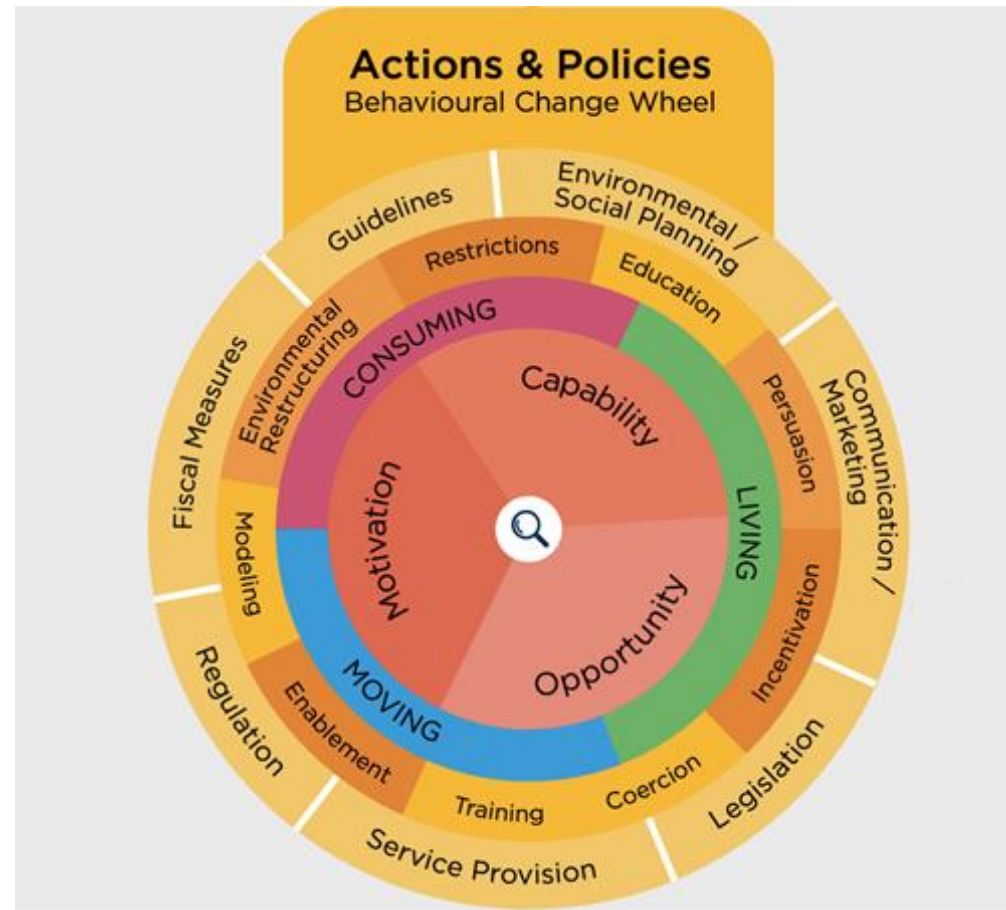 Actions & Policies
Behavioural Change Wheel
Guidelines
Environmental /
Social Planning
Communication /
Marketing
Legislation
Service Provision
Regulation
Fiscal Measures
Restrictions
Education
Persuasion
Incentivation
Coercion
Training
Enablement
Modeling
Environmental
Restructuring
CONSUMING
LIVING
MOVING
Capability
Opportunity
Motivation